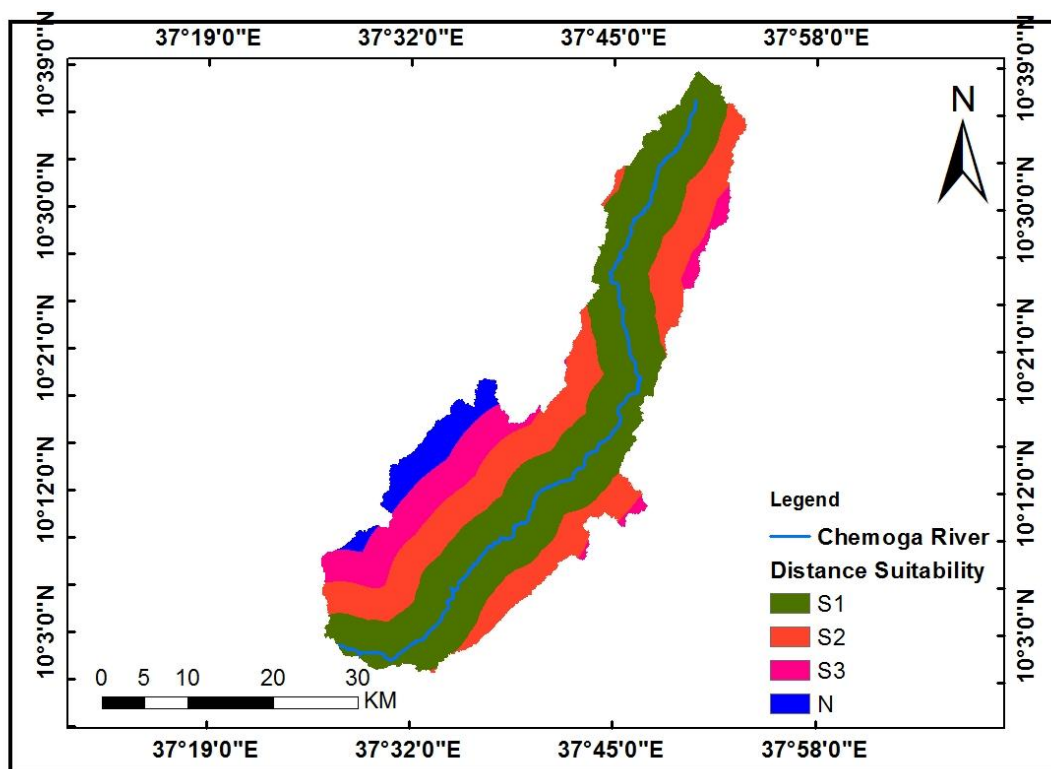 37°19'0"E 37°32'0"E 37°45'0"E 37°58'0"E
10°39'0"N
10°39'0"N
N
10°30'0"N
10°30'0"N
10°21'0"N
10°21'0"N
10°12'0"N
10°12'0"N
Legend
Chemoga River
Distance Suitability
S1
S2
S3
N
10°3'0"N
10°3'0"N
0 5 10 20 30
KM
37°19'0"E 37°32'0"E 37°45'0"E 37°58'0"E